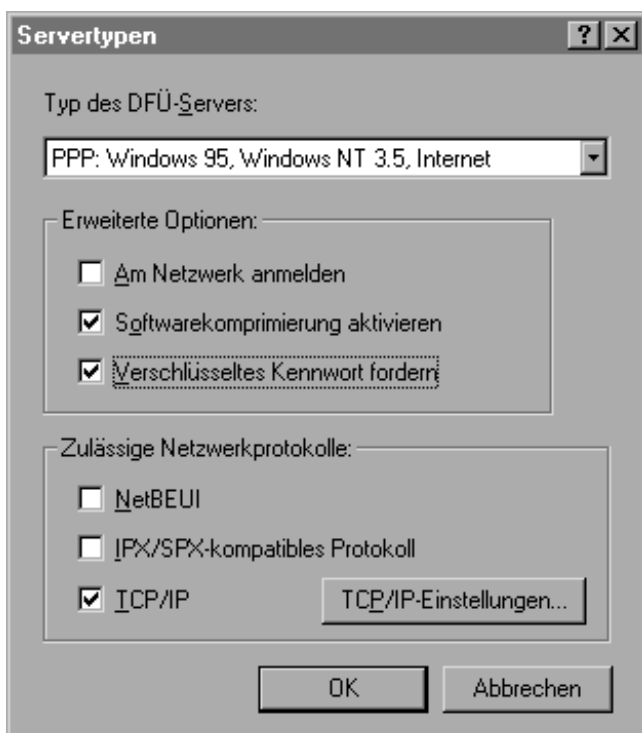 Servertypen
Typ des DFÜ-Servers:
PPP: Windows 95, Windows NT 3.5, Internet
Erweiterte Optionen:
Am Netzwerk anmelden
Softwarekomprimierung aktivieren
Verschlüsseltes Kennwort fordern
Zulässige Netzwerkprotokolle:
NetBEUI
IPX/SPX-kompatibles Protokoll
TCP/IP TCP/IP-Einstellungen...
OK Abbrechen